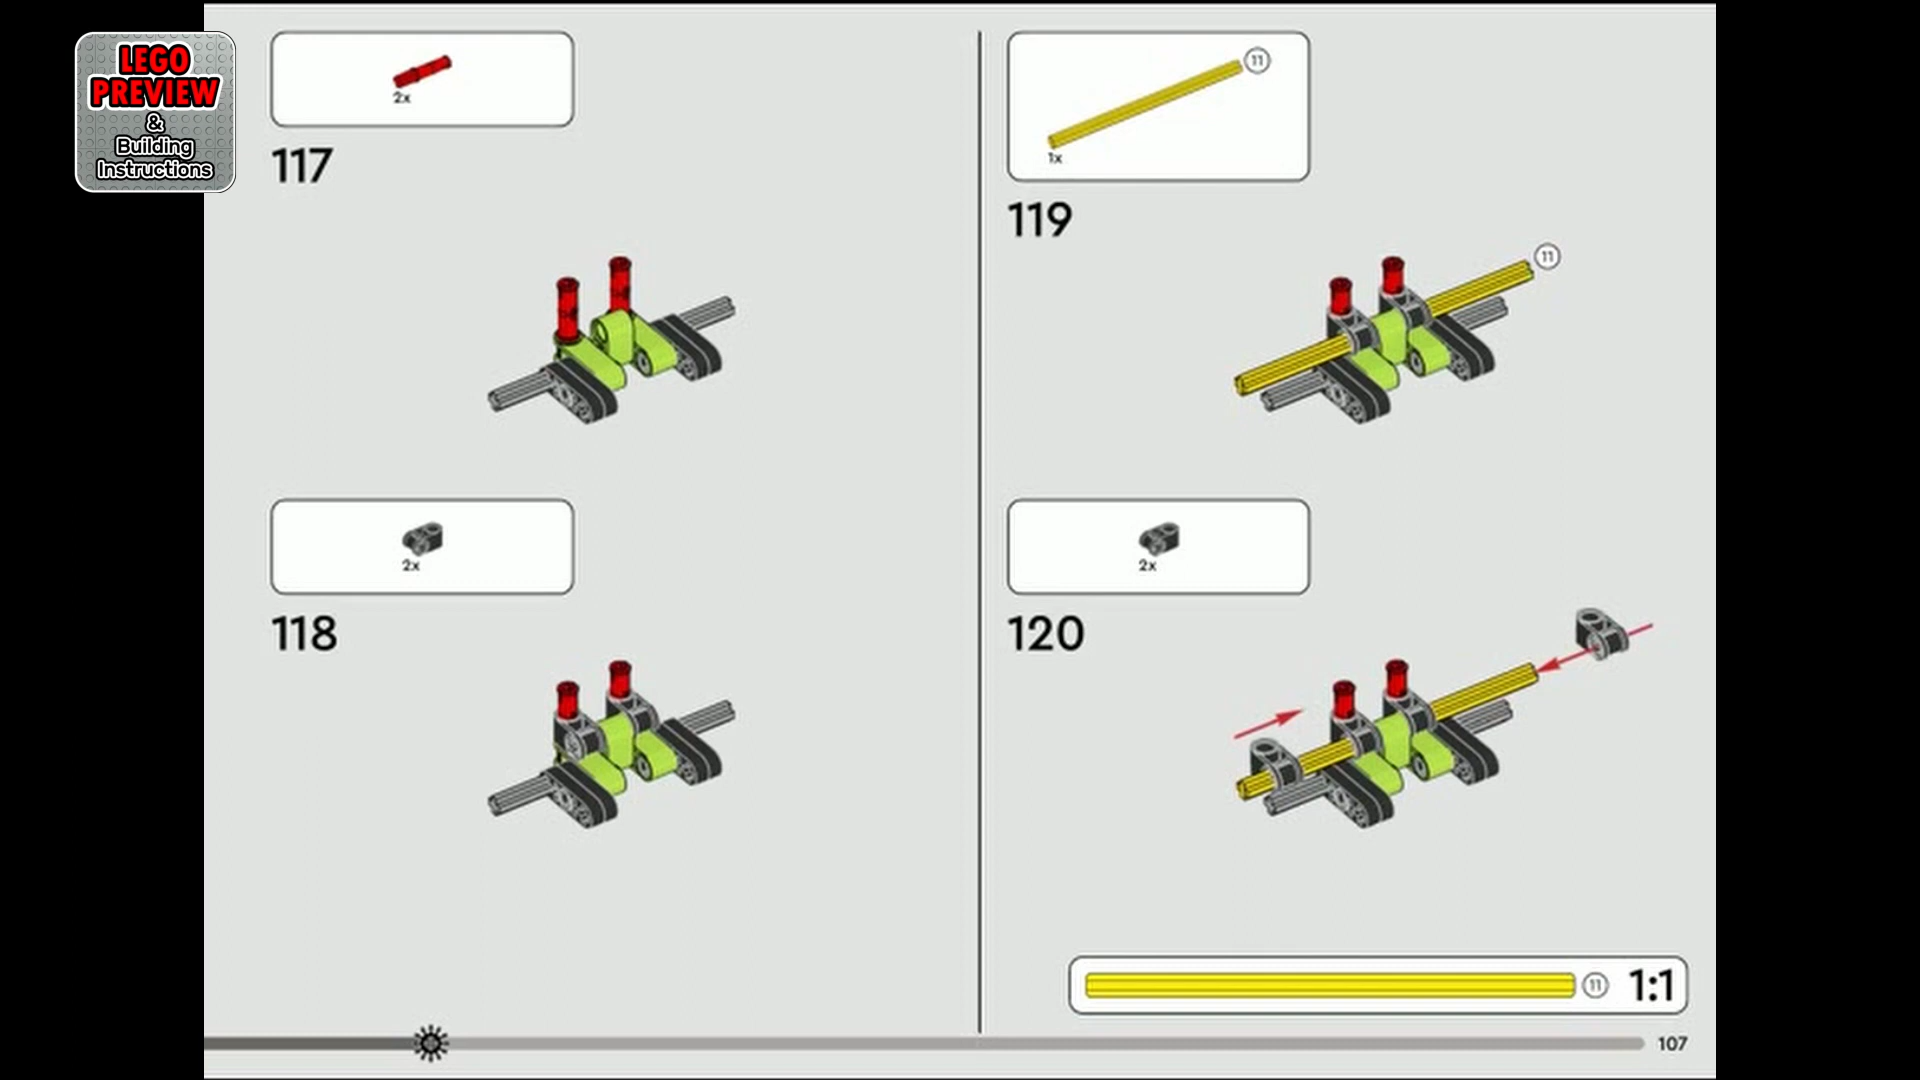 LEGO
PREVIEW
&
Building
Instructions
2x
117
2x
118
11
1x
119
11
2x
120
11 1:1
107